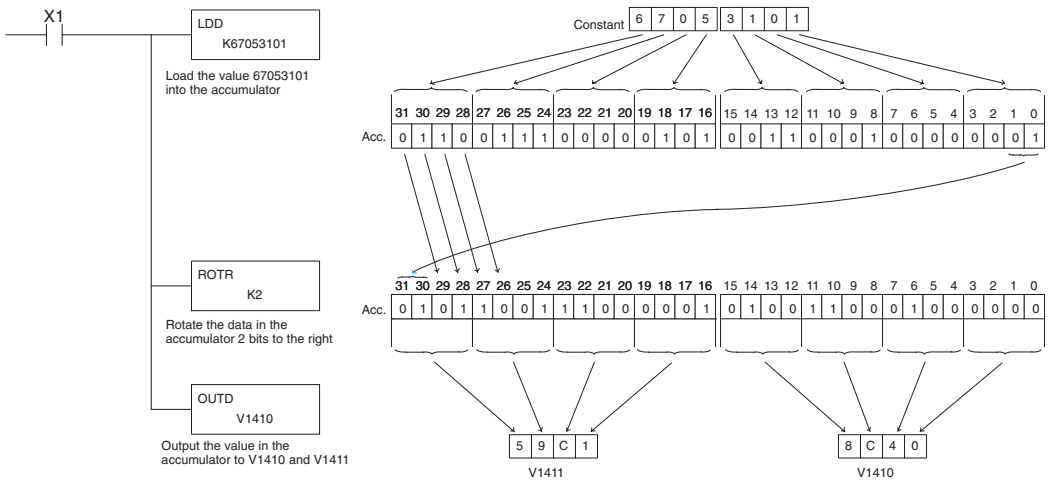 X1
LDD
K67053101
Load the value 67053101
into the accumulator
Constant 6 7 0 5 3 1 0 1
31 30 29 28 27 26 25 24 23 22 21 20 19 18 17 16 15 14 13 12 11 10 9 8 7 6 5 4 3 2 1 0
Acc. 0 1 1 0 0 1 1 1 0 0 0 0 0 1 0 1 0 0 1 1 0 0 0 1 0 0 0 0 0 0 0 1
ROTR
K2
Rotate the data in the
accumulator 2 bits to the right
31 30 29 28 27 26 25 24 23 22 21 20 19 18 17 16 15 14 13 12 11 10 9 8 7 6 5 4 3 2 1 0
Acc. 0 1 0 1 1 0 0 1 1 1 0 0 0 0 0 1 0 1 0 0 1 1 0 0 0 1 0 0 0 0 0 0
OUTD
V1410
Output the value in the
accumulator to V1410 and V1411
5 9 C 1
V1411
8 C 4 0
V1410